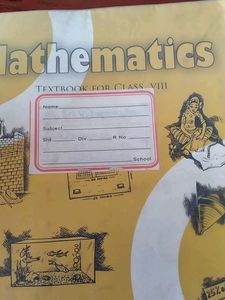 Mathematics
TEXTBOOK FOR CLASS VIII
Name
Subject
Std. Div. R.No.
School